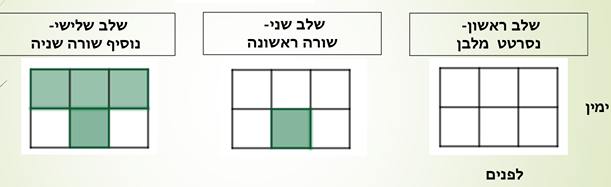 שלב ראשון-
נסרטט מלבן
שלב שני-
שורה ראשונה
שלב שלישי-
נוסיף שורה שניה
ימין
לפנים